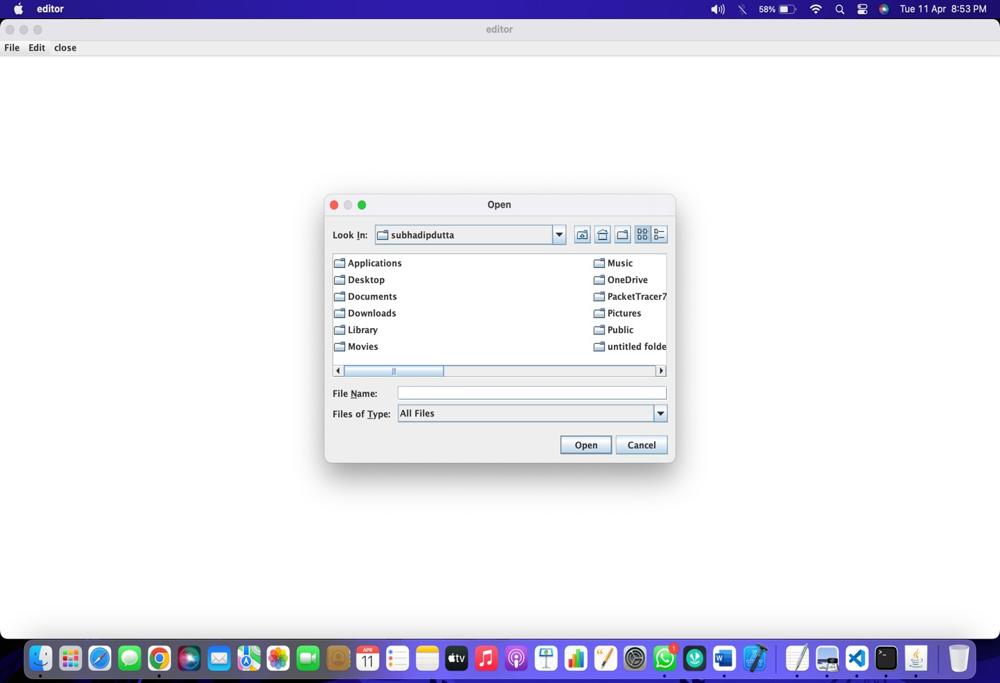 editor 58% Tue 11 Apr 8:53 PM
editor
File Edit close
Open
Look In: subhadipdutta
Applications Music
Desktop OneDrive
Documents PacketTracer7
Downloads Pictures
Library Public
Movies untitled folde
File Name:
Files of Type: All Files
Open Cancel
APR
11
tv
1
W
>-